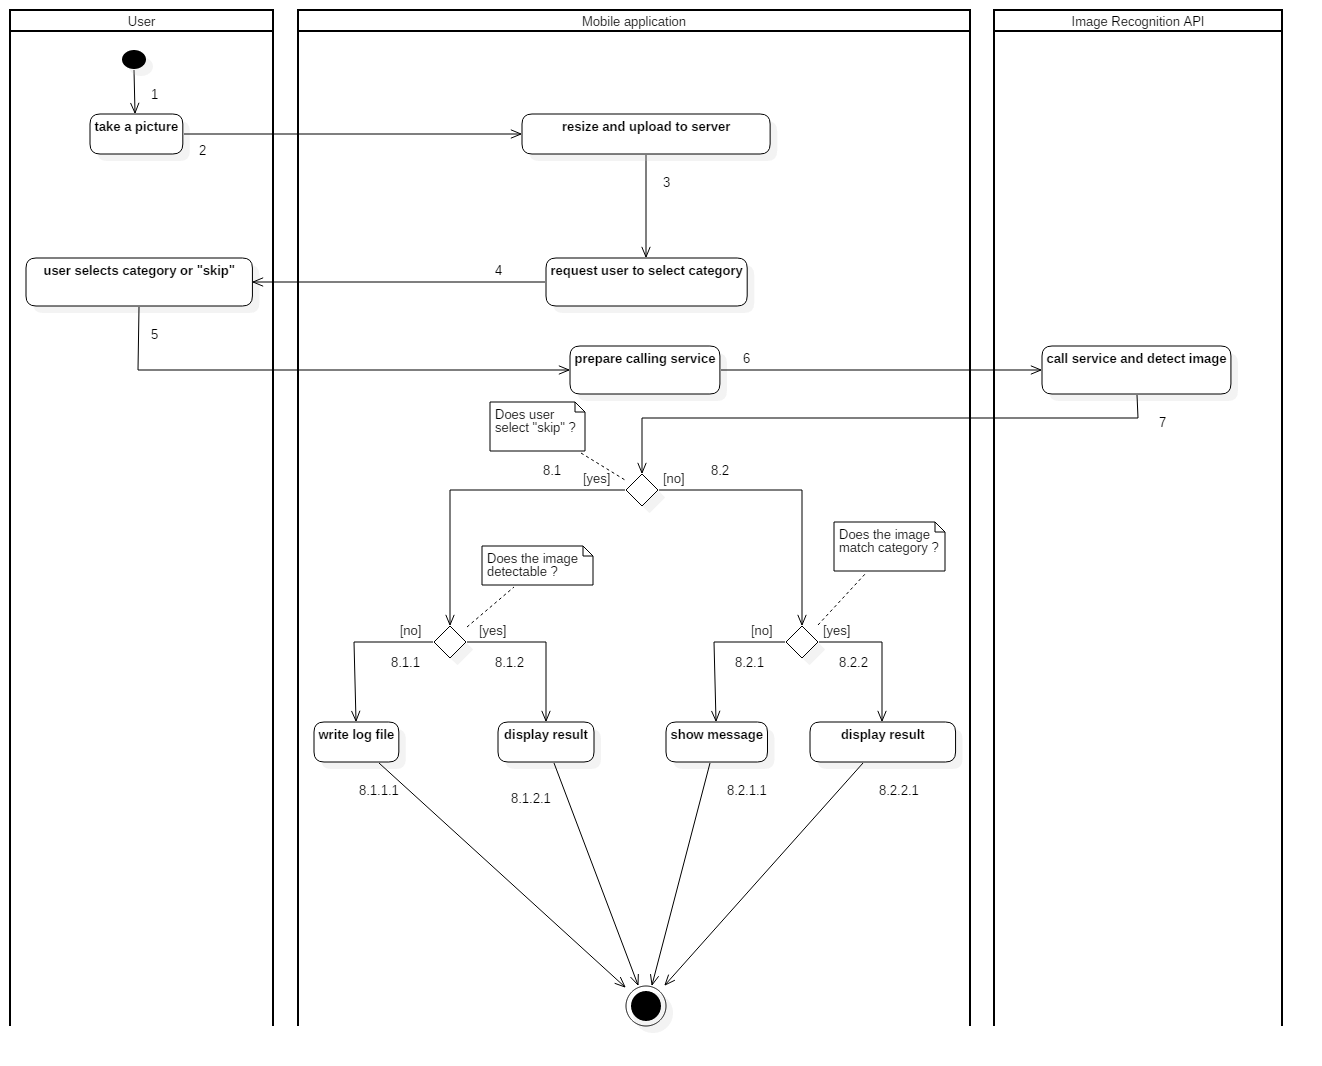 User
Mobile application
Image Recognition API
1
take a picture
2
resize and upload to server
3
user selects category or "skip"
4
request user to select category
5
prepare calling service
6
call service and detect image
7
Does user
select "skip" ?
8.1
[yes]
[no]
8.2
Does the image
match category ?
Does the image
detectable ?
[no]
[yes]
[no]
[yes]
8.1.1
8.1.2
8.2.1
8.2.2
write log file
display result
show message
display result
8.1.1.1
8.1.2.1
8.2.1.1
8.2.2.1